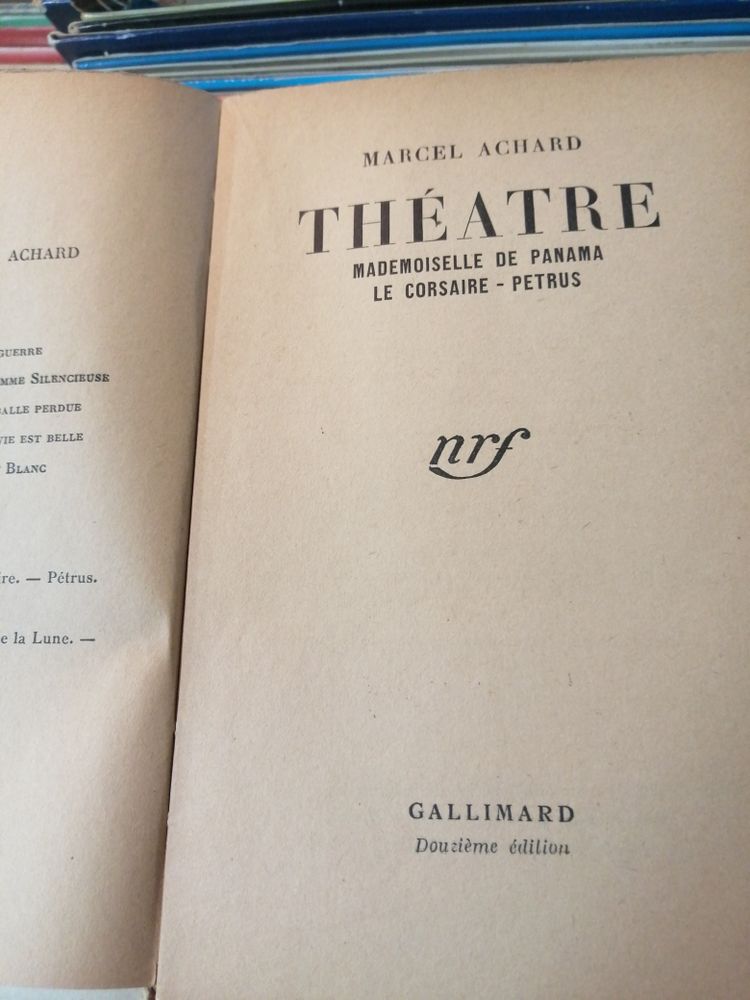 ACHARD
GUERRE
MME SILENCIEUSE
ALLE PERDUE
VIE EST BELLE
BLANC
re. — Pétrus.
e la Lune. —
MARCEL ACHARD
THÉATRE
MADEMOISELLE DE PANAMA
LE CORSAIRE - PETRUS
nrf
GALLIMARD
Douzième édition